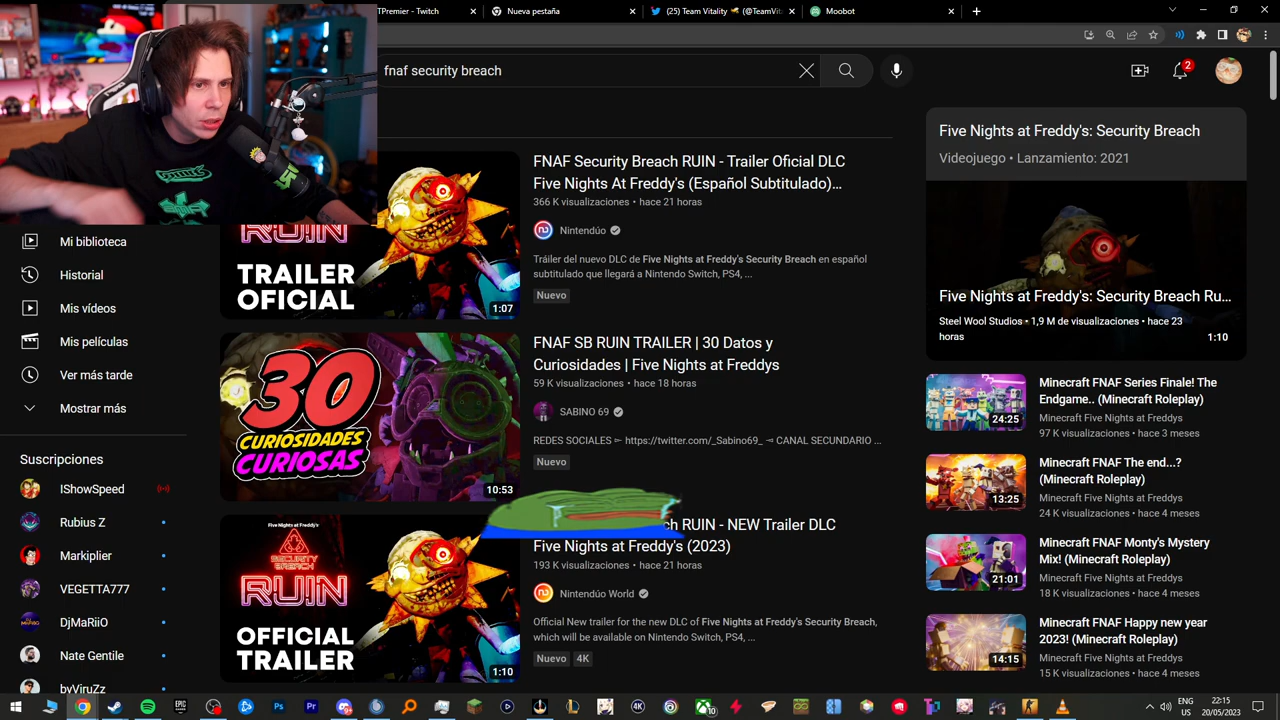 TPremier - Twitch
Nueva pestaña
(25) Team Vitality
(@TeamVita
Moobot
fnaf security breach
2
Mi biblioteca
Historial
Mis vídeos
Mis películas
Ver más tarde
Mostrar más
Suscripciones
IShowSpeed
Rubius Z
Markiplier
VEGETTA777
DjMaRiiO
Nate Gentile
byViruZz
RUIN
TRAILER
OFICIAL
1:07
FNAF Security Breach RUIN - Trailer Oficial DLC
Five Nights At Freddy's (Español Subtitulado)...
366 K visualizaciones • hace 21 horas
Nintendúo
Tráiler del nuevo DLC de Five Nights at Freddy's Security Breach en español
subtitulado que llegará a Nintendo Switch, PS4, ...
Nuevo
30
CURIOSIDADES
CURIOSAS
10:53
FNAF SB RUIN TRAILER | 30 Datos y
Curiosidades | Five Nights at Freddys
59 K visualizaciones • hace 18 horas
SABINO 69
REDES SOCIALES ➳ https://twitter.com/_Sabino69_ ⊲ CANAL SECUNDARIO ...
Nuevo
Five Nights at Freddy's
SECURITY
BREACH
RUIN
OFFICIAL
TRAILER
1:10
ch RUIN - NEW Trailer DLC
Five Nights at Freddy's (2023)
193 K visualizaciones • hace 21 horas
Nintendúo World
Official New trailer for the new DLC of Five Nights at Freddy's Security Breach,
which will be available on Nintendo Switch, PS4, ...
Nuevo 4K
Five Nights at Freddy's: Security Breach
Videojuego • Lanzamiento: 2021
Five Nights at Freddy's: Security Breach Ru...
Steel Wool Studios • 1,9 M de visualizaciones • hace 23
horas
1:10
24:25
Minecraft FNAF Series Finale! The
Endgame.. (Minecraft Roleplay)
Minecraft Five Nights at Freddys
97 K visualizaciones • hace 3 meses
13:25
Minecraft FNAF The end...?
(Minecraft Roleplay)
Minecraft Five Nights at Freddys
24 K visualizaciones • hace 4 meses
21:01
Minecraft FNAF Monty's Mystery
Mix! (Minecraft Roleplay)
Minecraft Five Nights at Freddys
18 K visualizaciones • hace 4 meses
14:15
Minecraft FNAF Happy new year
2023! (Minecraft Roleplay)
Minecraft Five Nights at Freddys
15 K visualizaciones • hace 4 meses
EPIC
Ps
Pr
4K
10
ENG
US
22:15
20/05/2023